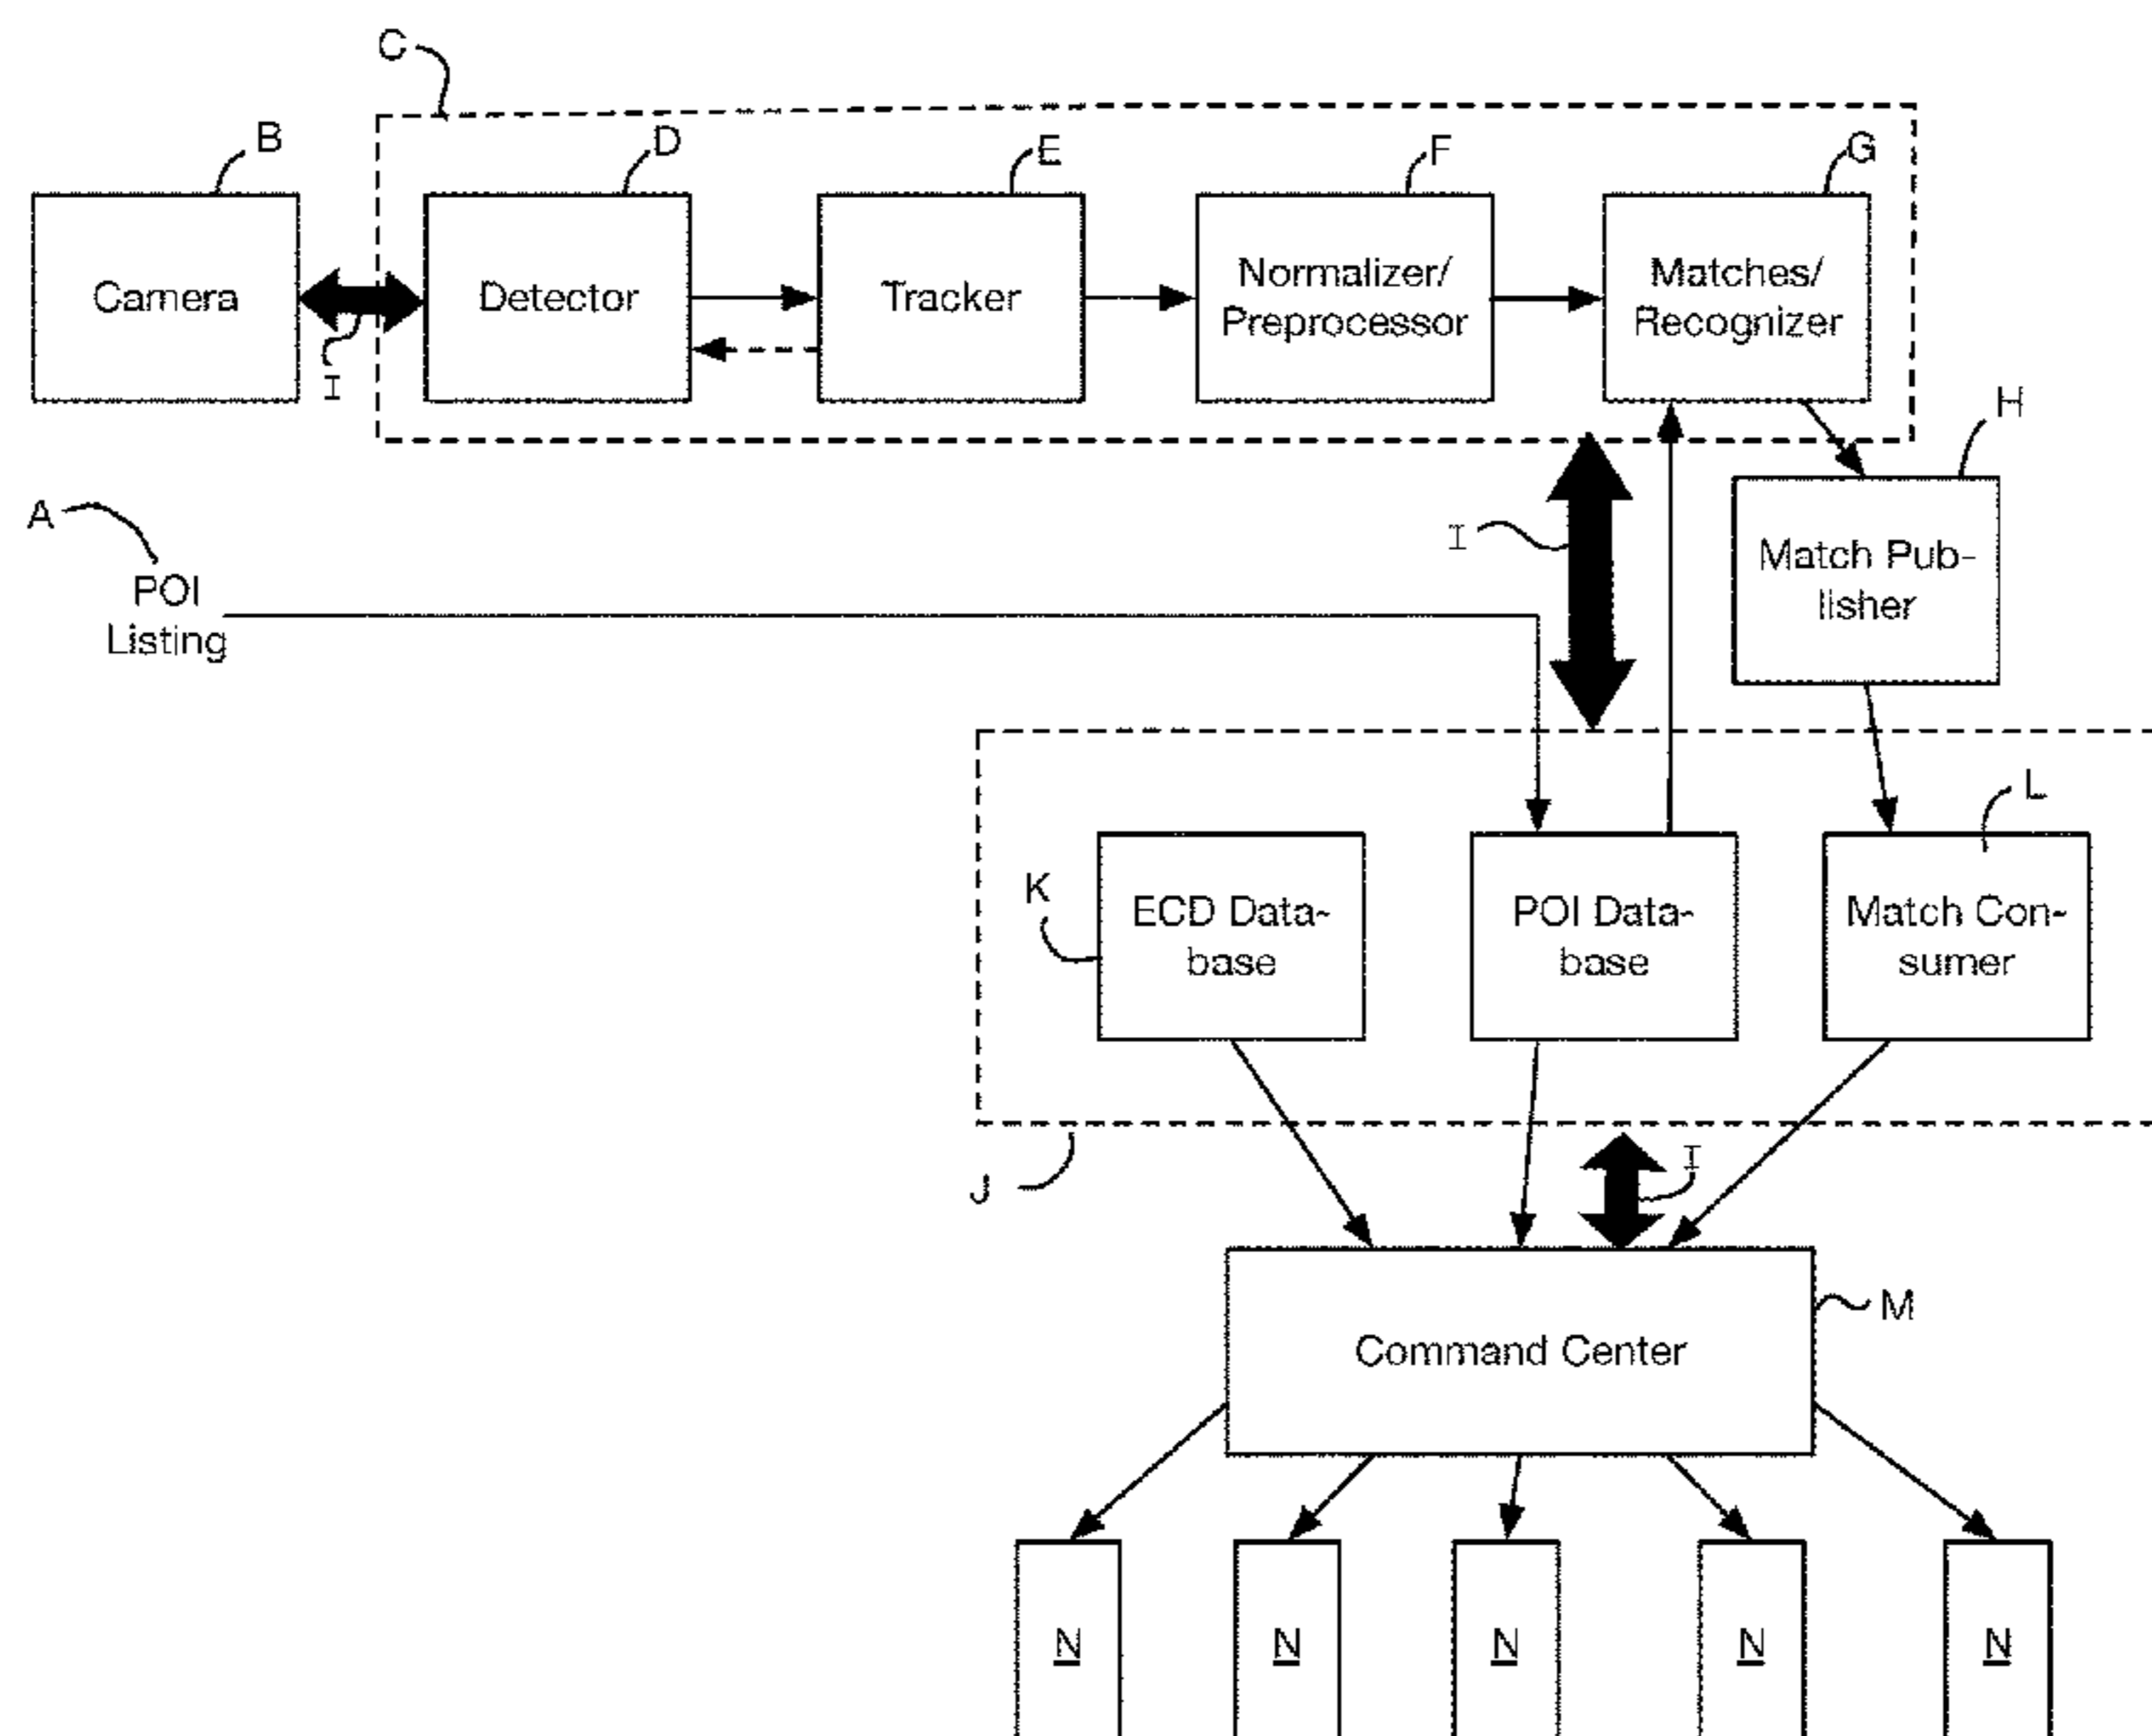 C
B
D
E
F
G
Camera
Detector
Tracker
Normalizer/
Preprocessor
Matches/
Recognizer
I
H
A
POI
Listing
I
Match Pub-
lisher
L
K
ECD Data-
base
POI Data-
base
Match Con-
sumer
J
I
Command Center
M
N
N
N
N
N